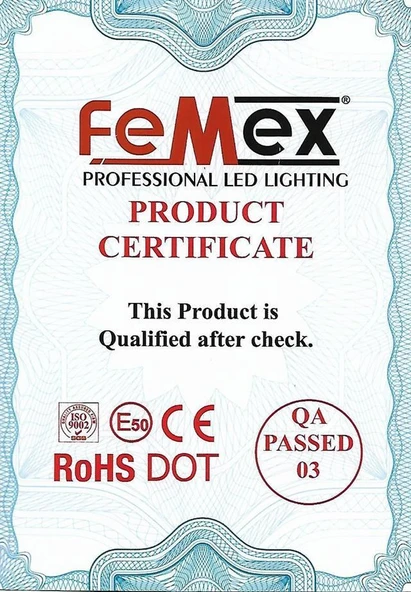 FeMex®
PROFESSIONAL LED LIGHTING
PRODUCT
CERTIFICATE
This Product is
Qualified after check.
ISO
9002
SGS
E50 CE
RoHS DOT
QA
PASSED
03